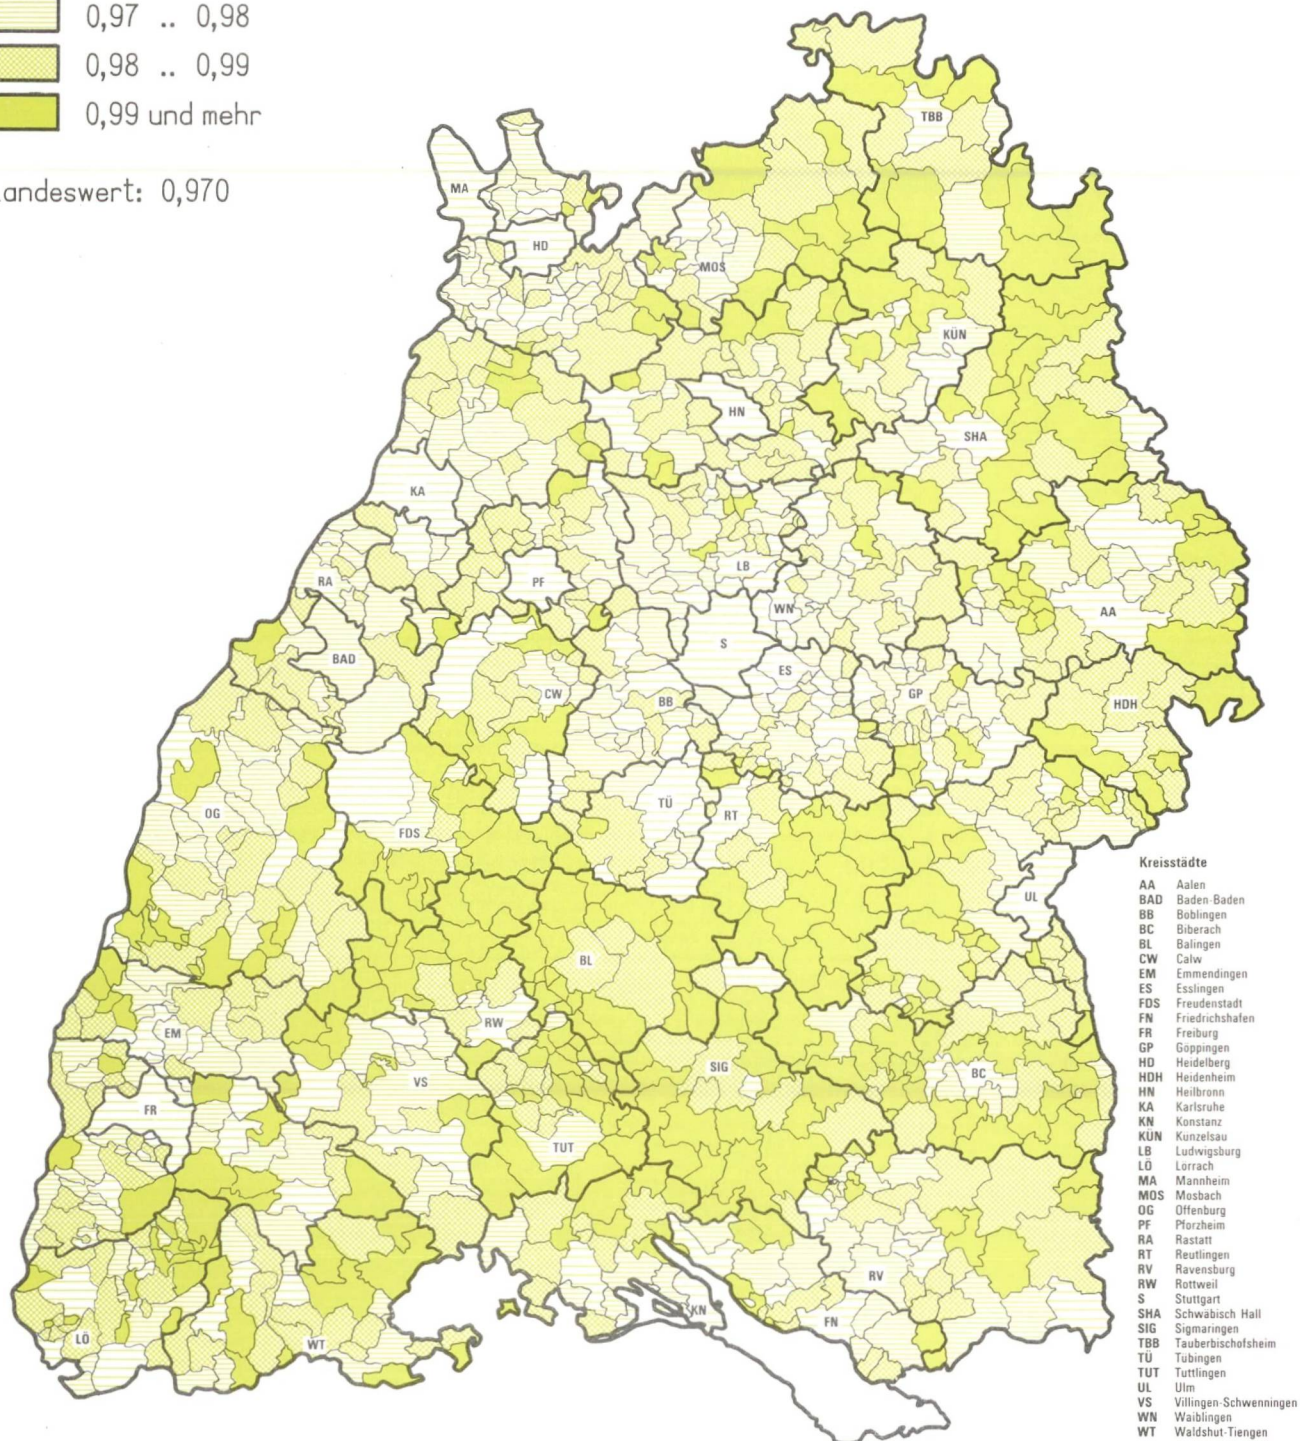 0,97 .. 0,98
0,98 .. 0,99
0,99 und mehr
andeswert: 0,970
TBB
MA
HD
MOS
KÜN
HN
SHA
KA
LB
PF
RA
WN
AA
S
BAD
ES
CW
BB
GP
HDH
TÜ
RT
OG
FDS
UL
BL
RW
EM
SIG
BC
VS
FR
TUT
RV
KN
FN
LÖ
WT
Kreisstädte
AA Aalen
BAD Baden-Baden
BB Böblingen
BC Biberach
BL Balingen
CW Calw
EM Emmendingen
ES Esslingen
FDS Freudenstadt
FN Friedrichshafen
FR Freiburg
GP Göppingen
HD Heidelberg
HDH Heidenheim
HN Heilbronn
KA Karlsruhe
KN Konstanz
KÜN Künzelsau
LB Ludwigsburg
LÖ Lörrach
MA Mannheim
MOS Mosbach
OG Offenburg
PF Pforzheim
RA Rastatt
RT Reutlingen
RV Ravensburg
RW Rottweil
S Stuttgart
SHA Schwäbisch Hall
SIG Sigmaringen
TBB Tauberbischofsheim
TÜ Tübingen
TUT Tuttlingen
UL Ulm
VS Villingen-Schwenningen
WN Waiblingen
WT Waldshut-Tiengen